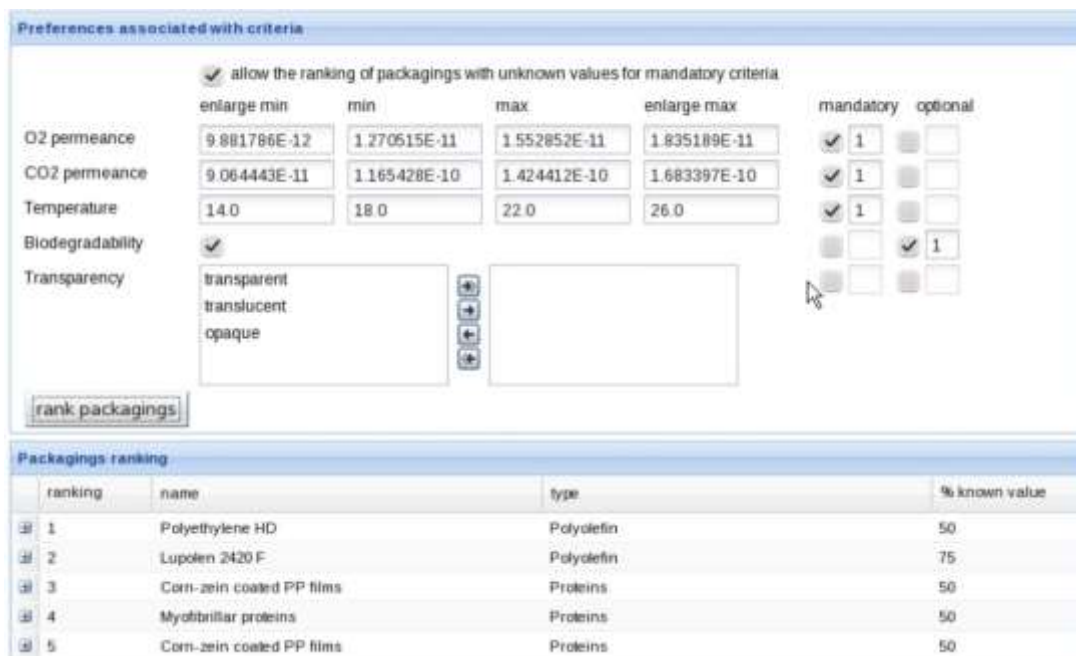 Preferences associated with criteria
allow the ranking of packagings with unknown values for mandatory criteria
enlarge min min max enlarge max mandatory optional
O2 permeance 9.881786E-12 1.270515E-11 1.552852E-11 1.835189E-11 1
CO2 permeance 9.064443E-11 1.165428E-10 1.424412E-10 1.683397E-10 1
Temperature 14.0 18.0 22.0 26.0 1
Biodegradability 1
Transparency transparent
translucent
opaque
rank packagings
Packagings ranking
ranking name type % known value
1 Polyethylene HD Polyolefin 50
2 Lupolen 2420 F Polyolefin 75
3 Corn-zein coated PP films Proteins 50
4 Myofibrillar proteins Proteins 50
5 Corn-zein coated PP films Proteins 50